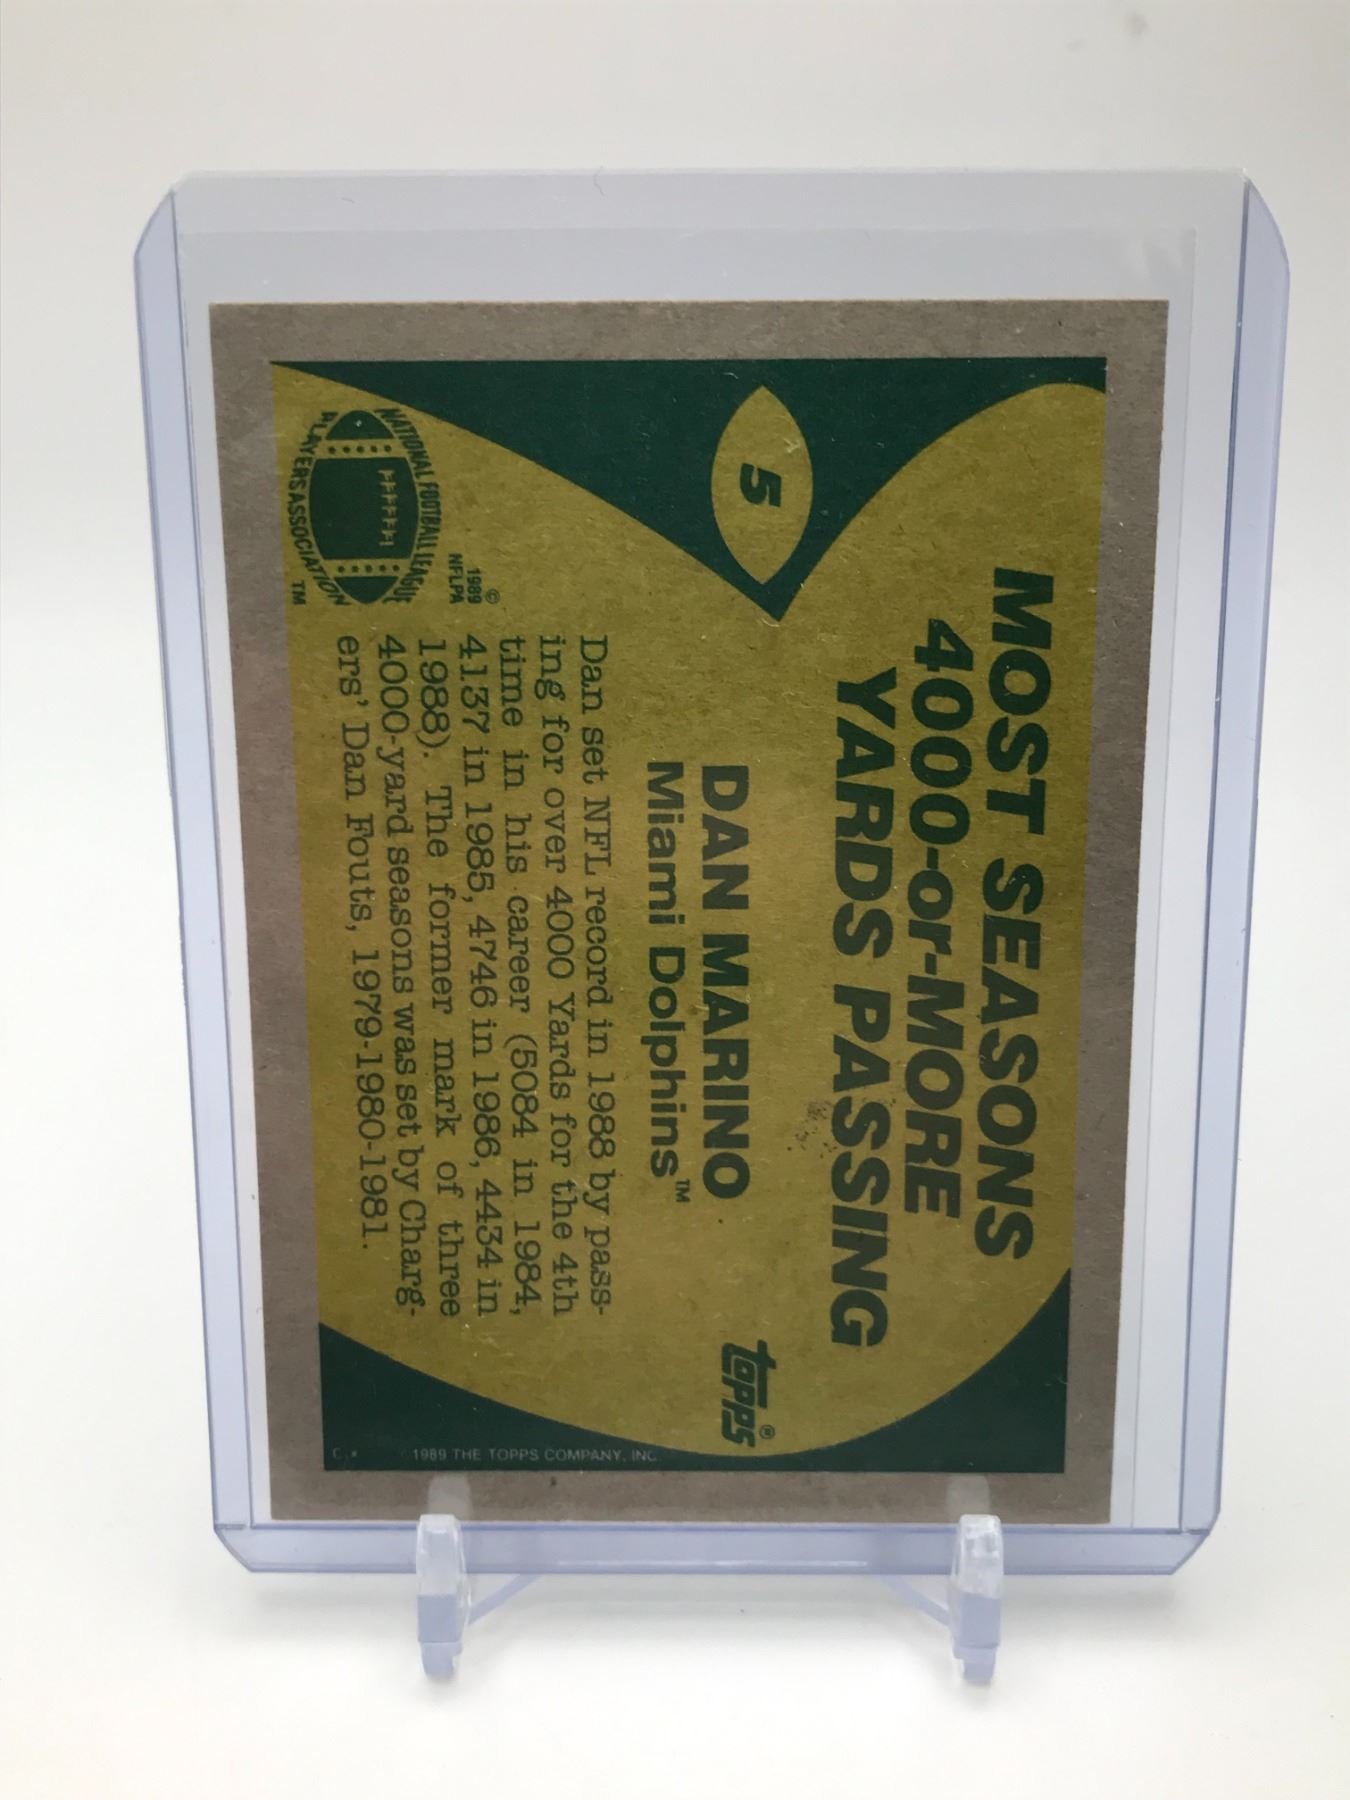 5
MOST SEASONS
4000-or-MORE
YARDS PASSING
DAN MARINO
Miami Dolphins™
Dan set NFL record in 1988 by pass-
ing for over 4000 Yards for the 4th
time in his career (5084 in 1984,
4137 in 1985, 4746 in 1986, 4434 in
1988). The former mark of three
4000-yard seasons was set by Charg-
ers' Dan Fouts, 1979-1980-1981.
©
1989
NFLPA
NATIONAL FOOTBALL LEAGUE
PLAYERS ASSOCIATION
TM
topps®
1989 THE TOPPS COMPANY, INC.